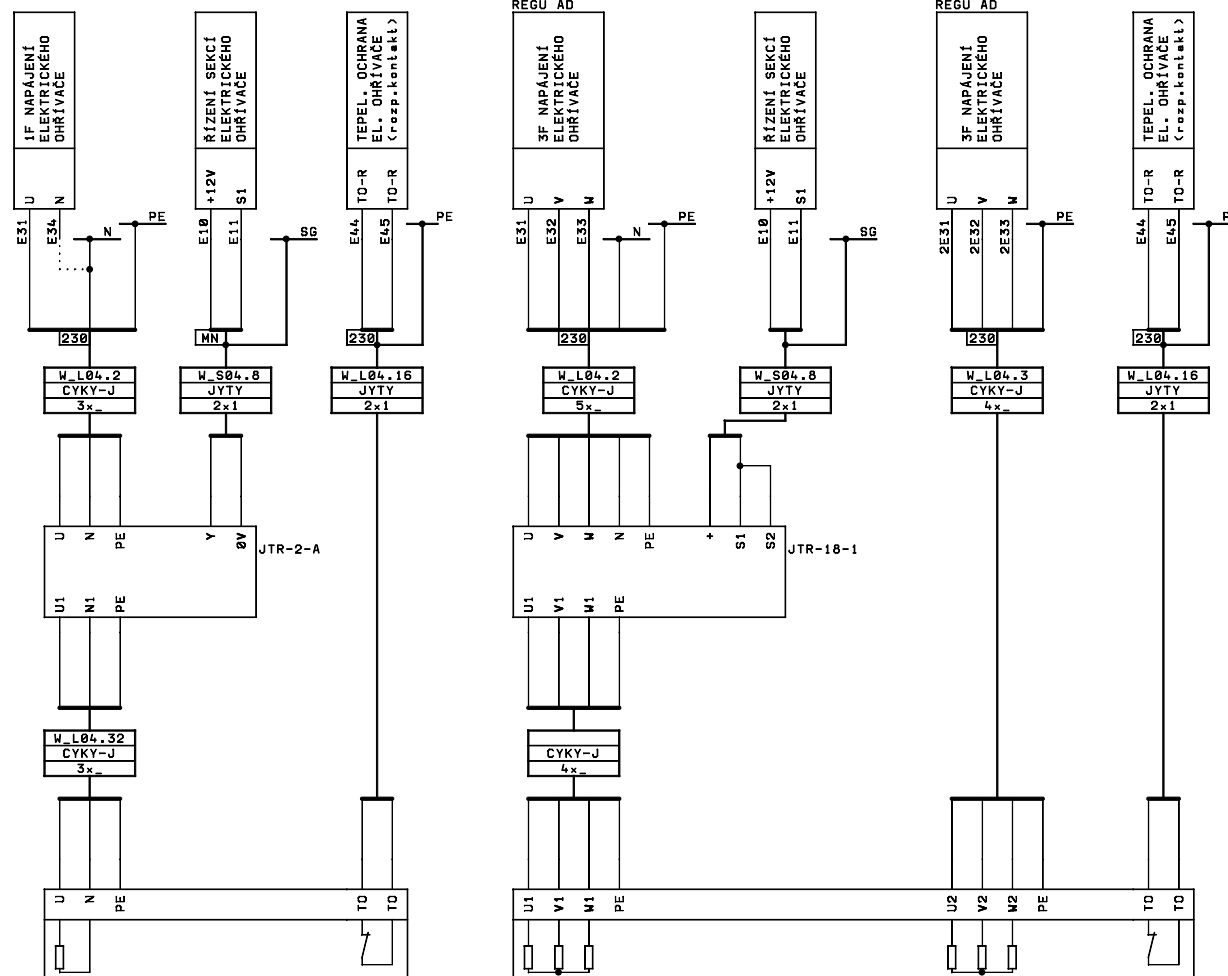 REGU AD
REGU AD
1F NAPÁJENÍ
ELEKTRICKÉHO
OHŘÍVAČE
ŘÍZENÍ SEKCÍ
ELEKTRICKÉHO
OHŘÍVAČE
TEPEL. OCHRANA
EL. OHŘÍVAČE
(rozp.kontakt)
3F NAPÁJENÍ
ELEKTRICKÉHO
OHŘÍVAČE
ŘÍZENÍ SEKCÍ
ELEKTRICKÉHO
OHŘÍVAČE
3F NAPÁJENÍ
ELEKTRICKÉHO
OHŘÍVAČE
TEPEL. OCHRANA
EL. OHŘÍVAČE
(rozp.kontakt)
U N
+12V S1
TO-R TO-R
U V W
+12V S1
U V W
TO-R TO-R
E31 E34 N PE
E10 E11 SG
E44 E45 PE
E31 E32 E33 N PE
E10 E11 SG
2E31 2E32 2E33 PE
E44 E45 P
230
MN
230
230
230
230
W_L04.2
CYKY-J
3x_
W_S04.8
JYTY
2x1
W_L04.16
JYTY
2x1
W_L04.2
CYKY-J
5x_
W_S04.8
JYTY
2x1
W_L04.3
CYKY-J
4x_
W_L04.16
JYTY
2x1
U N PE Y 0V
JTR-2-A
U1 N1 PE
U V W N PE + S1 S2
JTR-18-1
U1 V1 W1 PE
W_L04.32
CYKY-J
3x_
CYKY-J
4x_
U N PE TO TO
U1 V1 W1 PE U2 V2 W2 PE TO TO